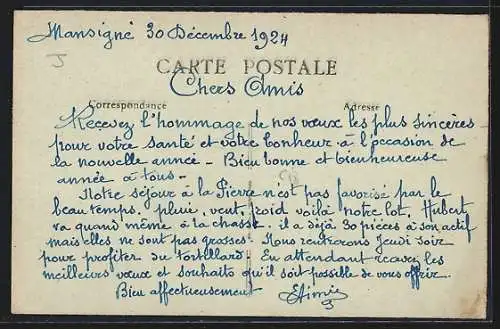 Mansigné 30 Décembre 1924
J
CARTE POSTALE
Chers Amis
Correspondance Adresse
Recevez l'hommage de nos vœux les plus sincères
pour votre santé et votre bonheur à l'occasion de
la nouvelle année - Bien bonne et bienheureuse
année à tous -
Notre séjour à la Pierre n'est pas favorisé par le
beau temps. pluie, vent, froid voilà notre lot. Hubert
va quand même à la chasse. il a déjà 30 pièces à son actif
mais elles ne sont pas grosses. Nous rentrerons Jeudi soir
pour profiter du tortillard. En attendant recevez les
meilleurs vœux et souhaits qu'il soit possible de vous offrir.
Bien affectueusement Aimée